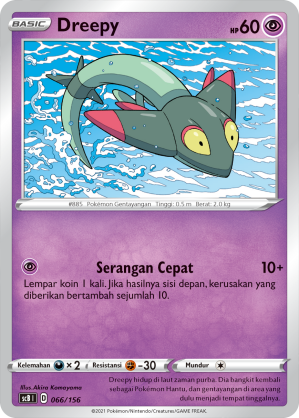 BASIC
Dreepy
HP60
#885 Pokémon Gentayangan Tinggi: 0.5 m Berat: 2.0 kg
Serangan Cepat 10+
Lempar koin 1 kali. Jika hasilnya sisi depan, kerusakan yang
diberikan bertambah sejumlah 10.
Kelemahan ×2 Resistansi -30 Mundur
Illus. Akira Komayama
Dreepy hidup di laut zaman purba. Dia bangkit kembali
sebagai Pokémon Hantu, dan gentayangan di area yang
dulu menjadi tempat tinggalnya.
D 066/156
©2021 Pokémon/Nintendo/Creatures/GAME FREAK